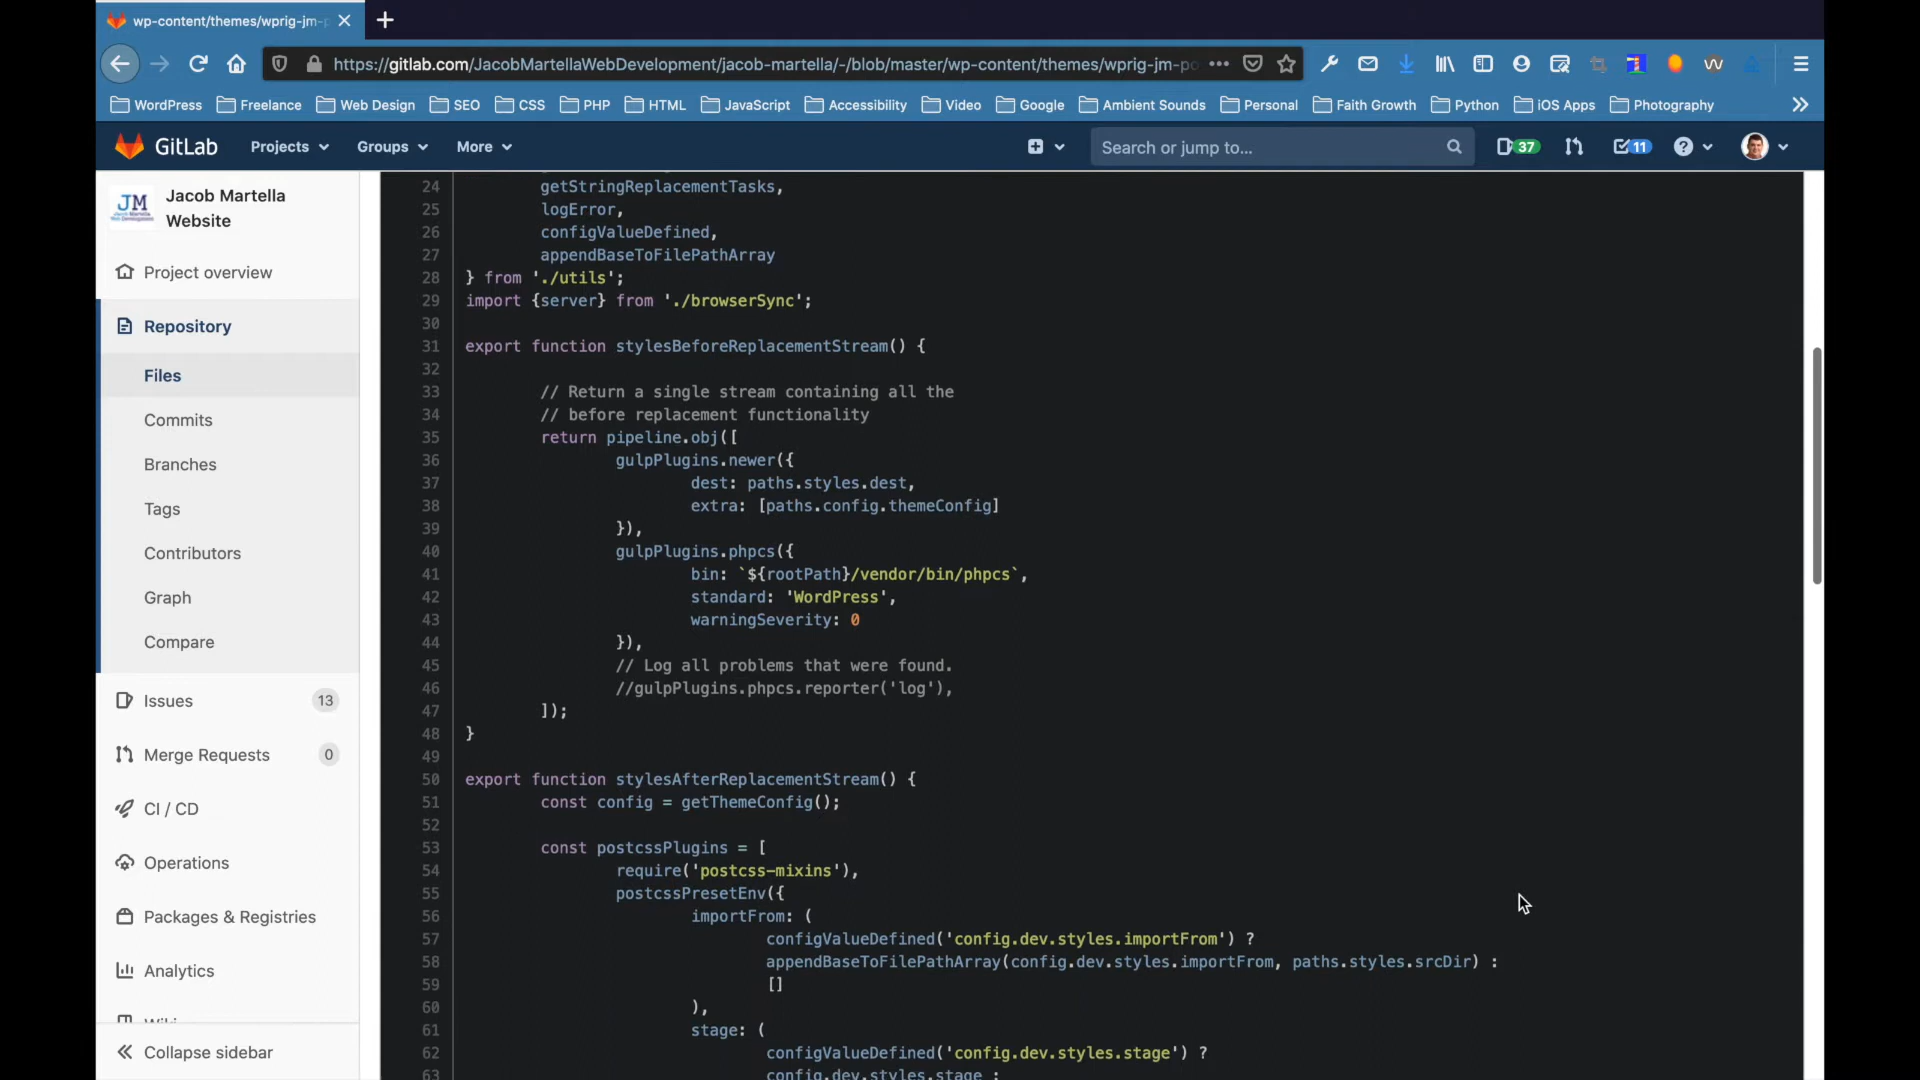 wp-content/themes/wprig-jm-p
https://gitlab.com/JacobMartellaWebDevelopment/jacob-martella/-/blob/master/wp-content/themes/wprig-jm-po
WordPress Freelance Web Design SEO CSS PHP HTML JavaScript Accessibility Video Google Ambient Sounds Personal Faith Growth Python iOS Apps Photography
GitLab Projects Groups More Search or jump to... 37 11
JM
Jacob Martella
Website
Project overview
Repository
Files
Commits
Branches
Tags
Contributors
Graph
Compare
Issues 13
Merge Requests 0
CI / CD
Operations
Packages & Registries
Analytics
Wiki
Collapse sidebar
24 getStringReplacementTasks,
25 logError,
26 configValueDefined,
27 appendBaseToFilePathArray
28 } from './utils';
29 import {server} from './browserSync';
30
31 export function stylesBeforeReplacementStream() {
32
33 // Return a single stream containing all the
34 // before replacement functionality
35 return pipeline.obj([
36 gulpPlugins.newer({
37 dest: paths.styles.dest,
38 extra: [paths.config.themeConfig]
39 }),
40 gulpPlugins.phpcs({
41 bin: `${rootPath}/vendor/bin/phpcs`,
42 standard: 'WordPress',
43 warningSeverity: 0
44 }),
45 // Log all problems that were found.
46 //gulpPlugins.phpcs.reporter('log'),
47 ]);
48 }
49
50 export function stylesAfterReplacementStream() {
51 const config = getThemeConfig();
52
53 const postcssPlugins = [
54 require('postcss-mixins'),
55 postcssPresetEnv({
56 importFrom: (
57 configValueDefined('config.dev.styles.importFrom') ?
58 appendBaseToFilePathArray(config.dev.styles.importFrom, paths.styles.srcDir) :
59 []
60 ),
61 stage: (
62 configValueDefined('config.dev.styles.stage') ?
63 config.dev.styles.stage :